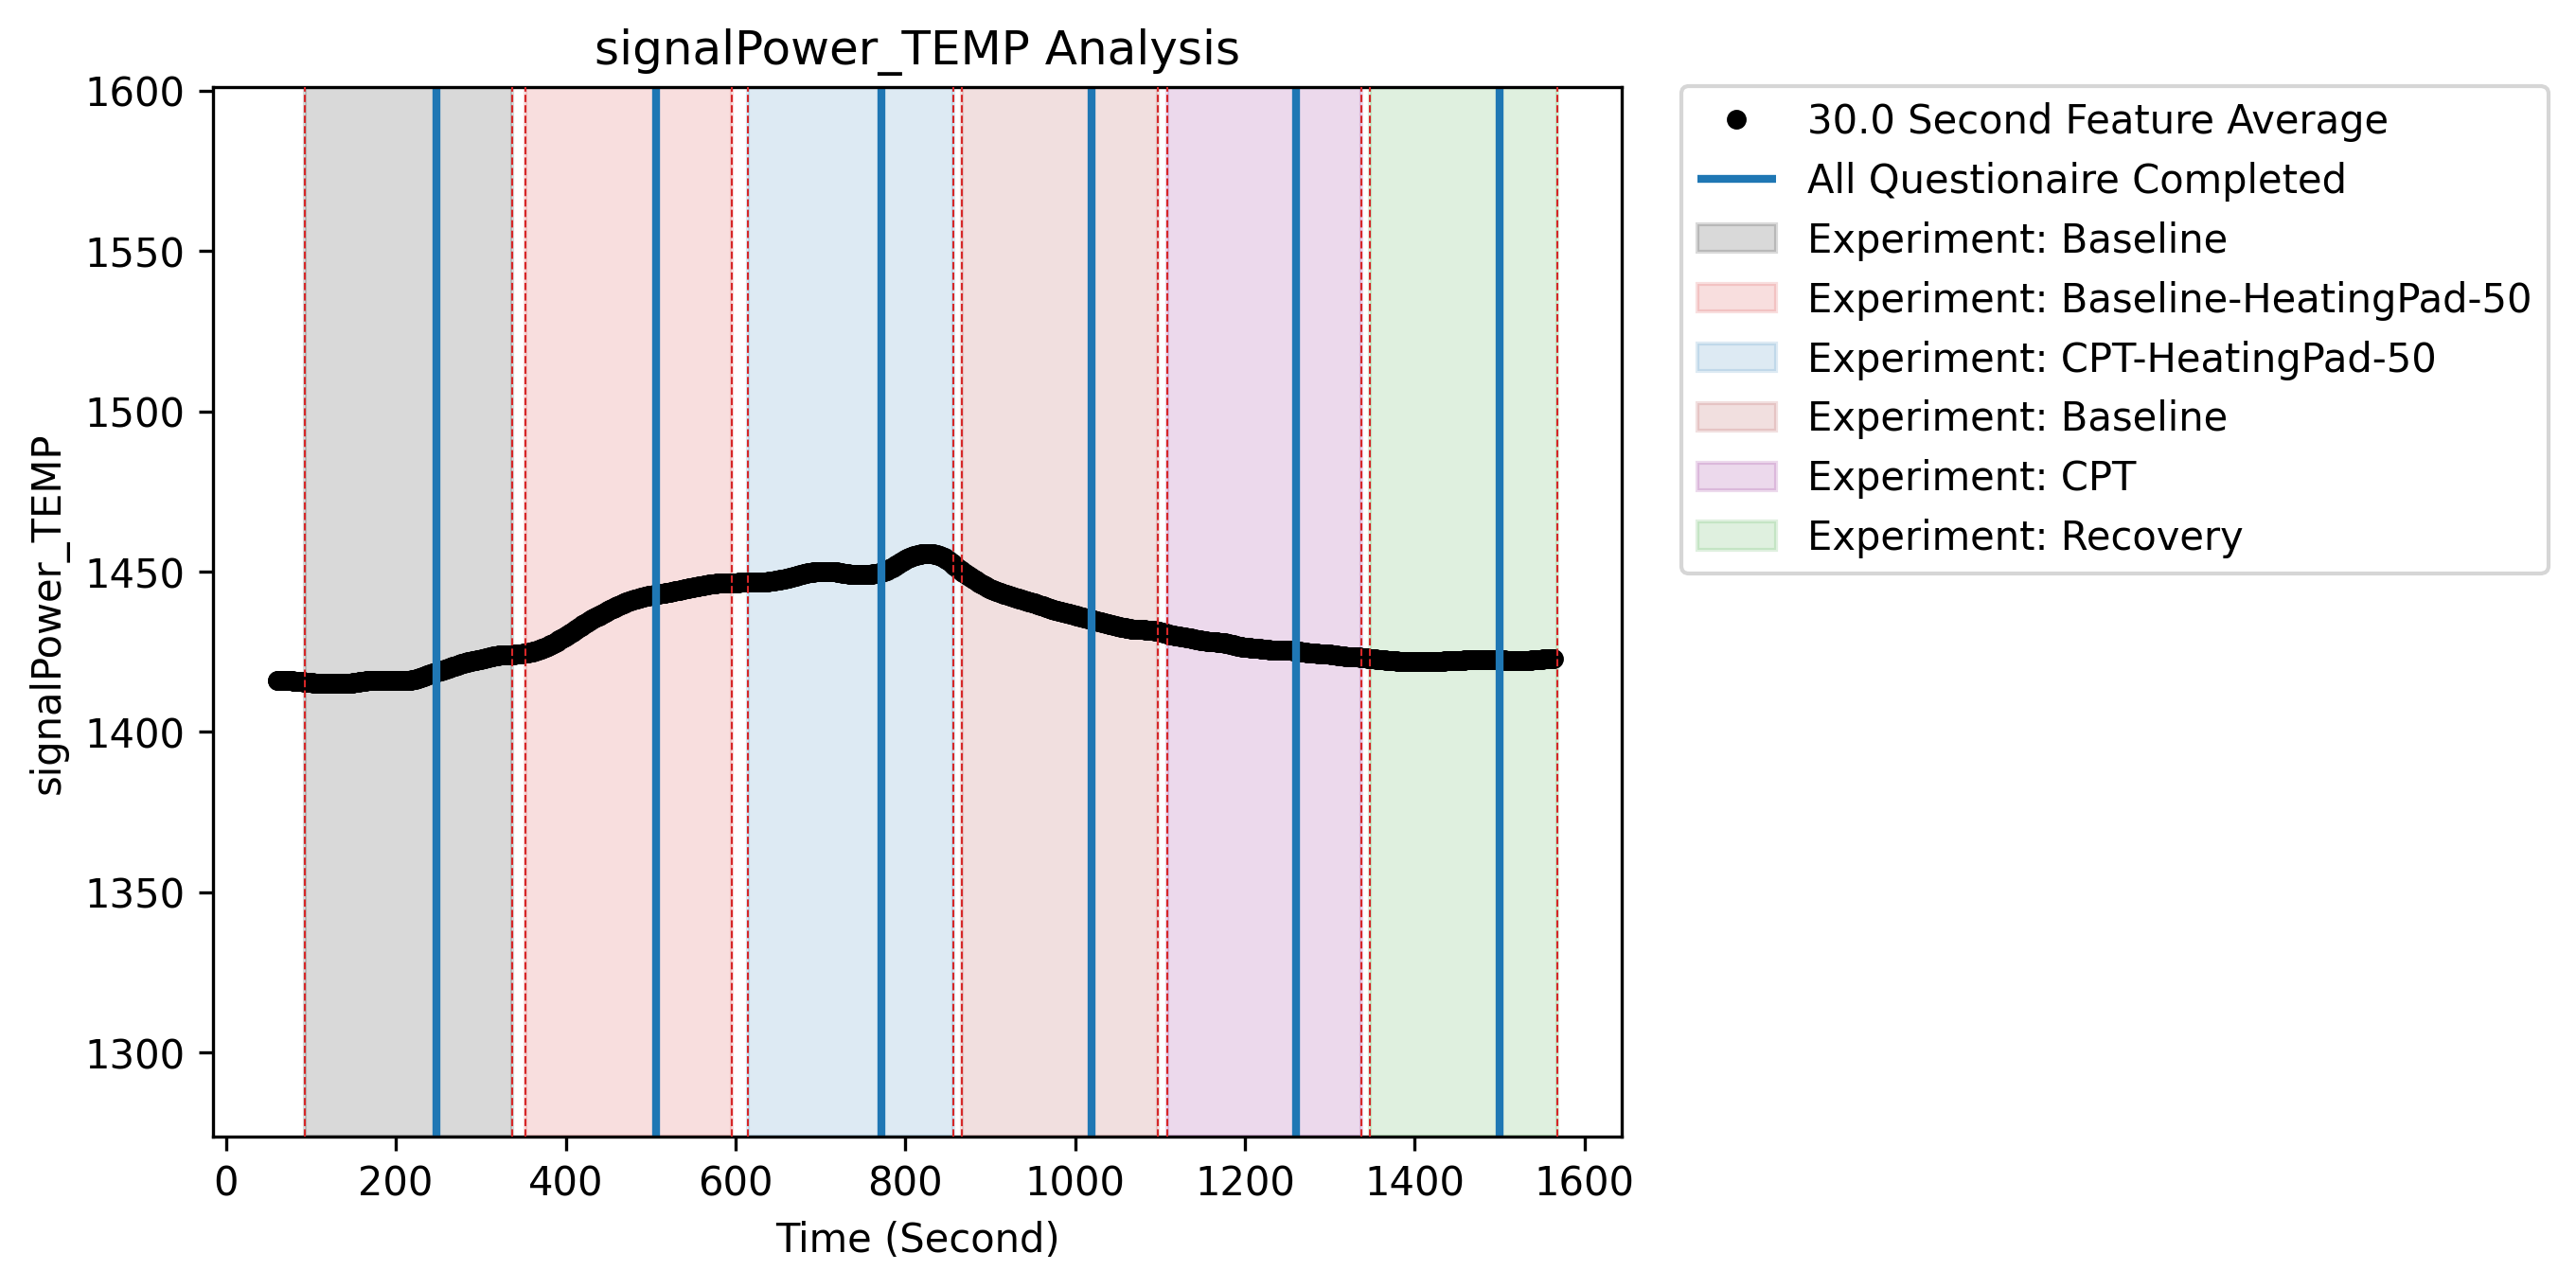 signalPower_TEMP Analysis
1600
1550
1500
1450
1400
1350
1300
signalPower_TEMP
0 200 400 600 800 1000 1200 1400 1600
Time (Second)
30.0 Second Feature Average
All Questionaire Completed
Experiment: Baseline
Experiment: Baseline-HeatingPad-50
Experiment: CPT-HeatingPad-50
Experiment: Baseline
Experiment: CPT
Experiment: Recovery